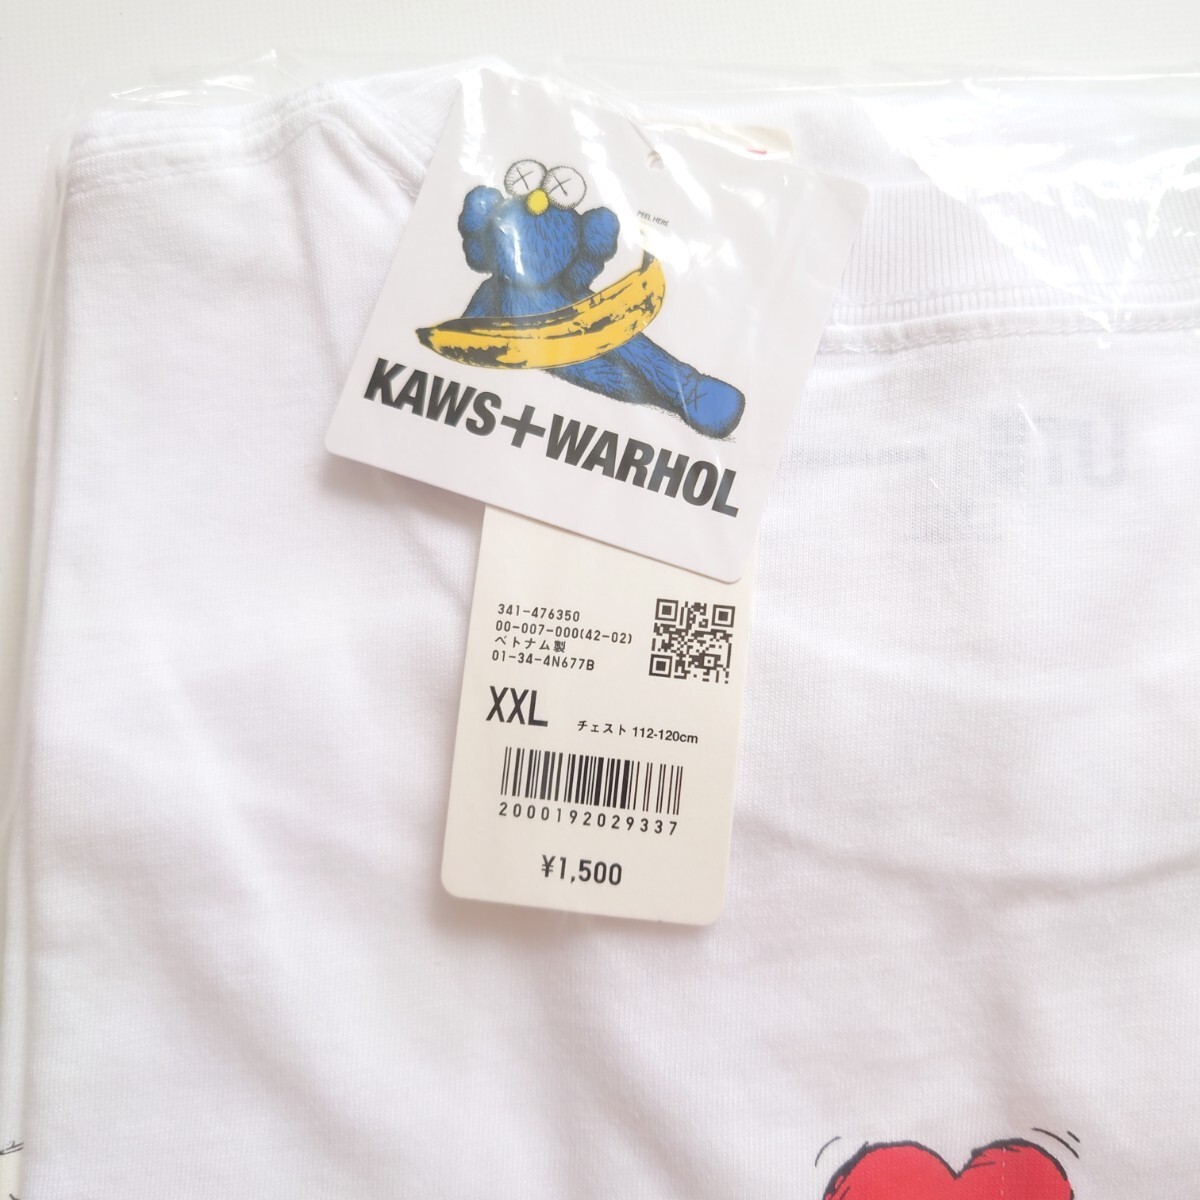 PEEL HERE
KAWS+WARHOL
341-476350
00-007-000(42-02)
ベトナム製
01-34-4N677B
XXL チェスト 112-120cm
2000192029337
¥1,500